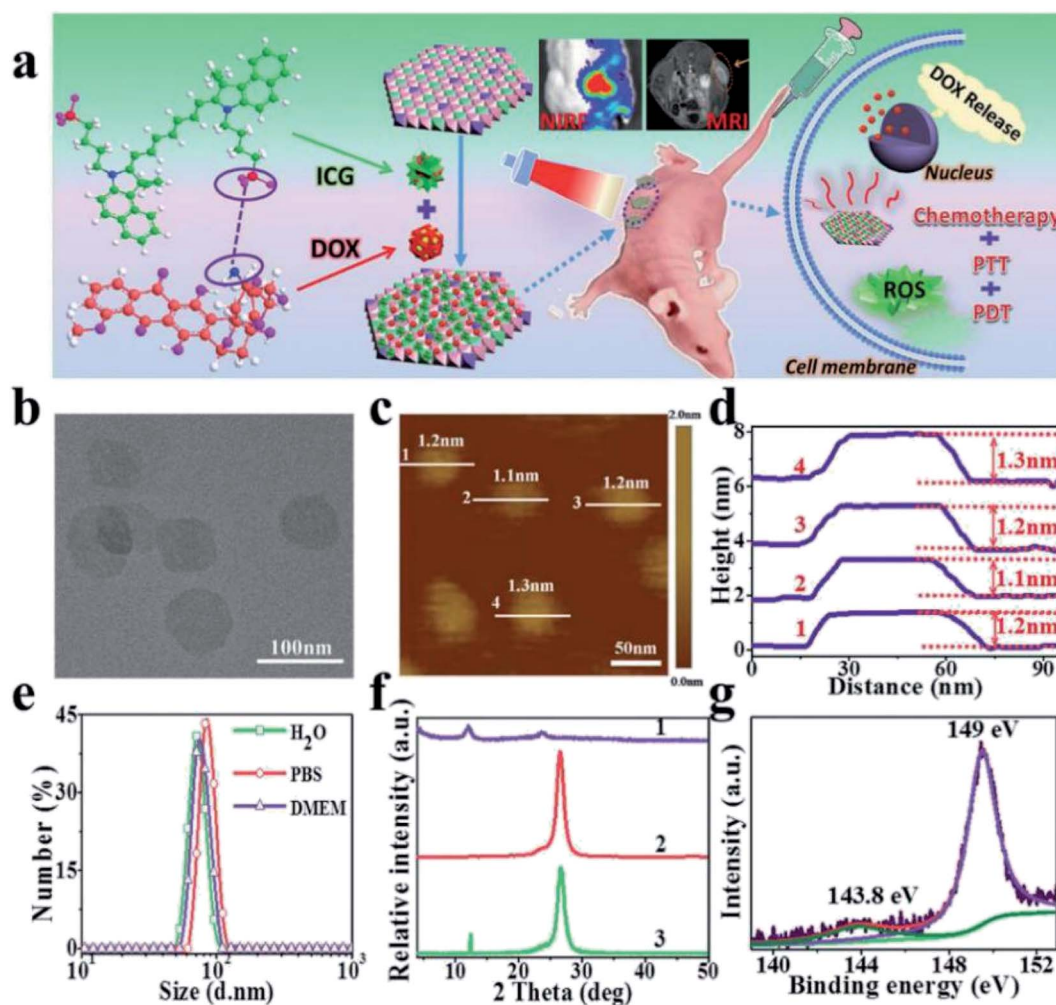 a
ICG
+
DOX
NIRF
MRI
DOX Release
Nucleus
Chemotherapy
+
PTT
+
PDT
ROS
Cell membrane
b
100nm
c
1.2nm
1
1.1nm
2
1.2nm
3
1.3nm
4
50nm
2.0nm
0.0nm
d
Height (nm)
8
6
4
2
0
4
3
2
1
1.3nm
1.2nm
1.1nm
1.2nm
0 30 60 90
Distance (nm)
e
Number (%)
45
30
15
0
H₂O
PBS
DMEM
10¹ 10² 10³
Size (d.nm)
f
Relative intensity (a.u.)
1
2
3
10 20 30 40 50
2 Theta (deg)
g
Intensity (a.u.)
149 eV
143.8 eV
140 144 148 152
Binding energy (eV)